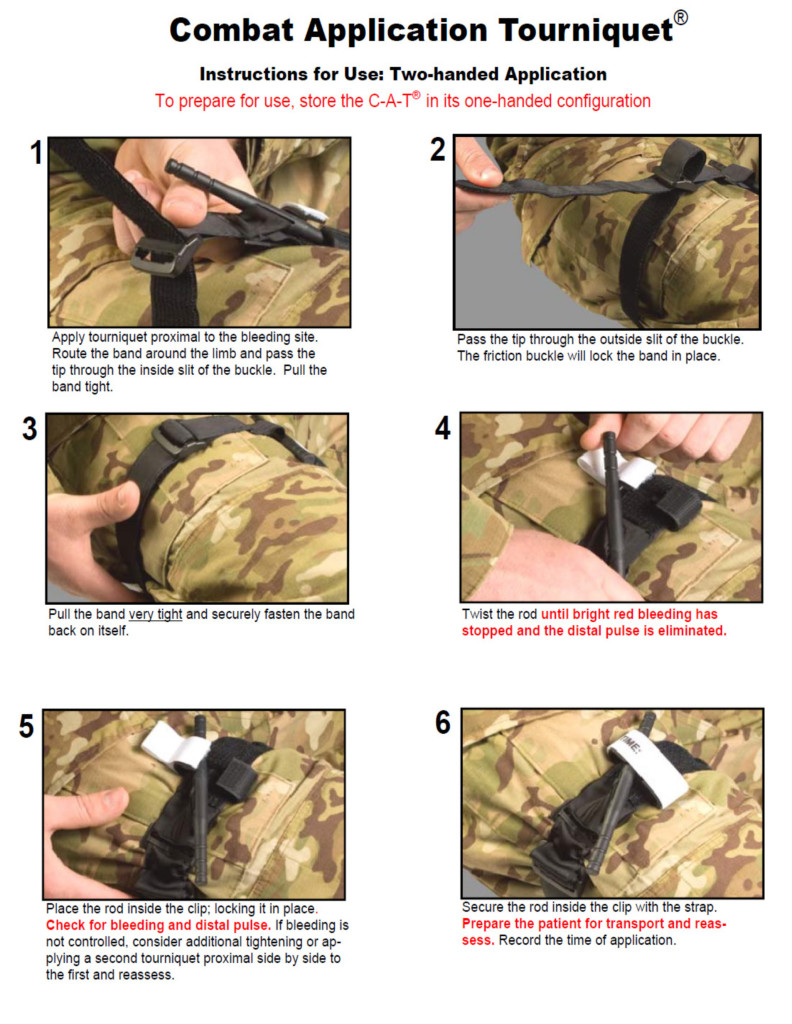 Combat Application Tourniquet®
Instructions for Use: Two-handed Application
To prepare for use, store the C-A-T® in its one-handed configuration
1
Apply tourniquet proximal to the bleeding site.
Route the band around the limb and pass the
tip through the inside slit of the buckle. Pull the
band tight.
2
Pass the tip through the outside slit of the buckle.
The friction buckle will lock the band in place.
3
Pull the band very tight and securely fasten the band
back on itself.
4
Twist the rod until bright red bleeding has
stopped and the distal pulse is eliminated.
5
Place the rod inside the clip; locking it in place.
Check for bleeding and distal pulse. If bleeding is
not controlled, consider additional tightening or ap-
plying a second tourniquet proximal side by side to
the first and reassess.
6
TIME:
Secure the rod inside the clip with the strap.
Prepare the patient for transport and reas-
sess. Record the time of application.